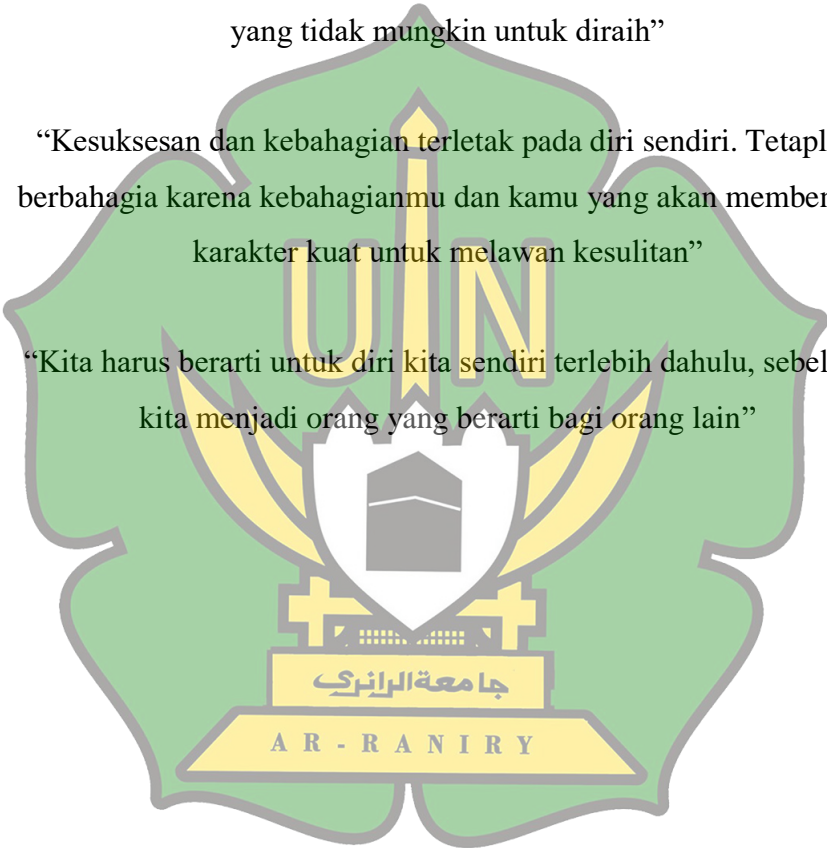 yang tidak mungkin untuk diraih”
“Kesuksesan dan kebahagian terletak pada diri sendiri. Tetapl
berbahagia karena kebahagianmu dan kamu yang akan member
karakter kuat untuk melawan kesulitan”
“Kita harus berarti untuk diri kita sendiri terlebih dahulu, sebel
kita menjadi orang yang berarti bagi orang lain”
UIN
جامعة الرانري
AR-RANIRY